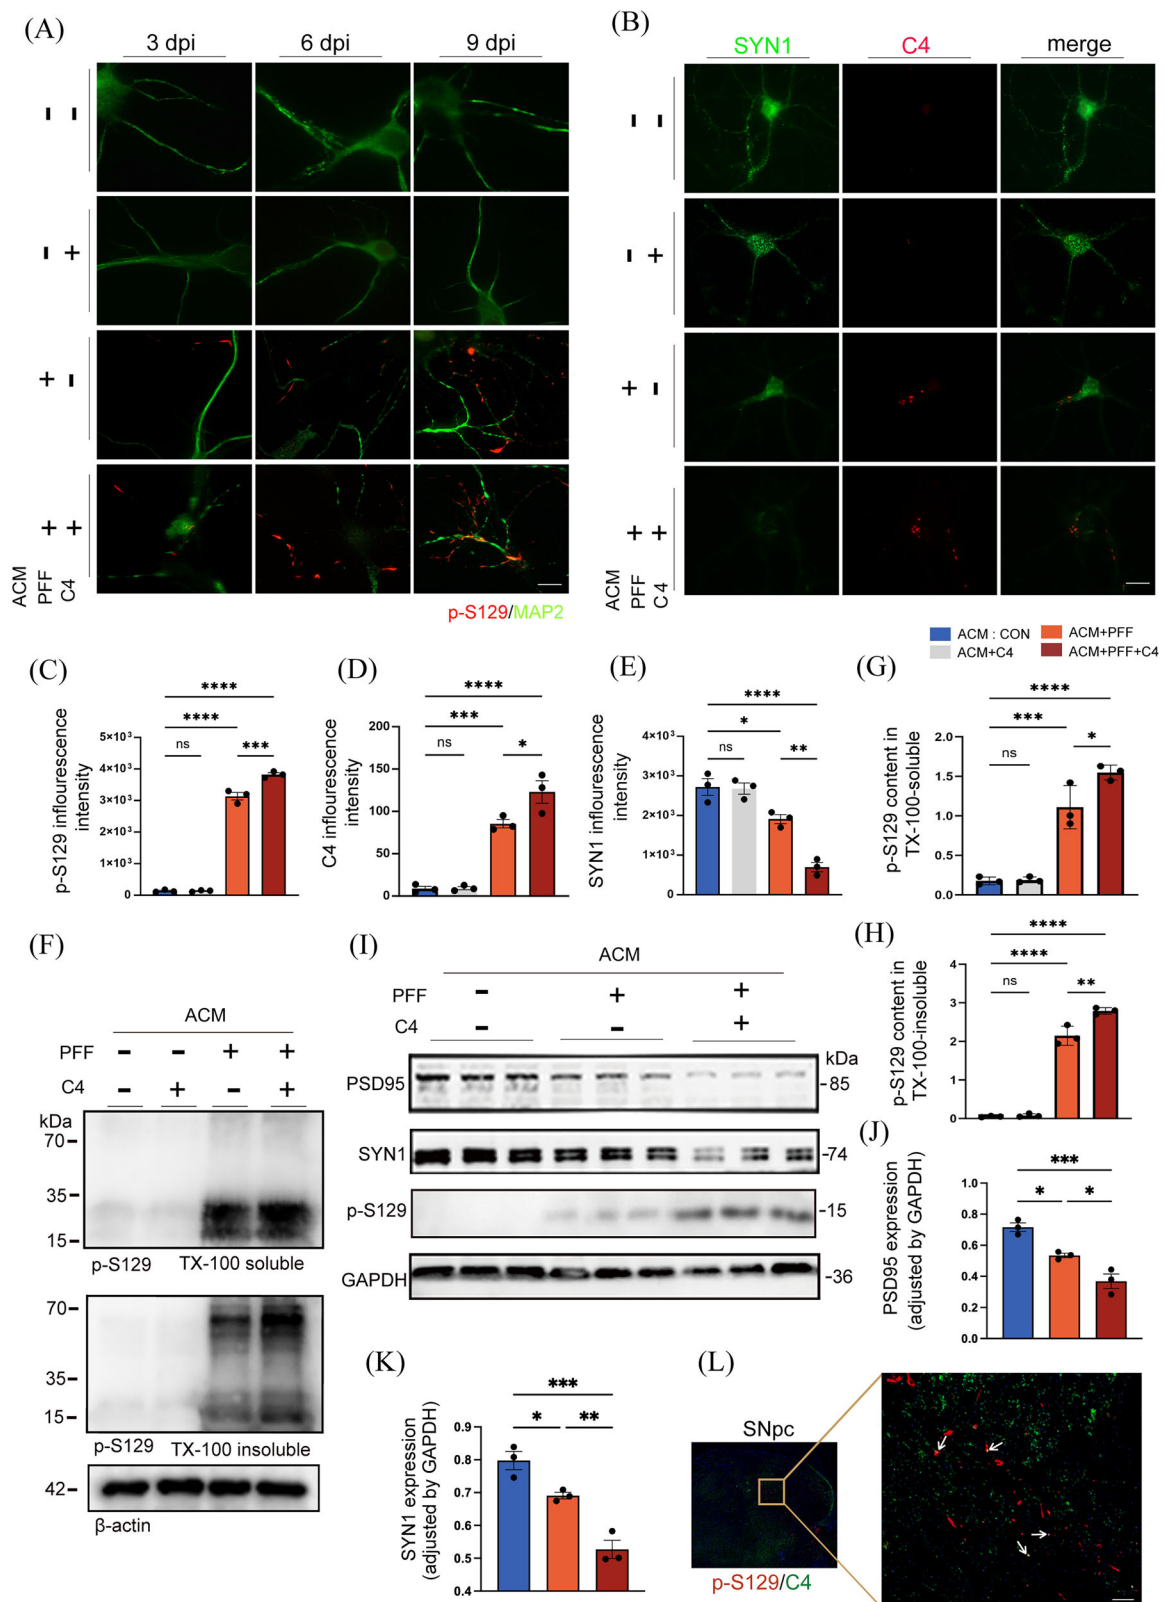 (A)
3 dpi 6 dpi 9 dpi
- -
- +
+ -
+ +
ACM
PFF
C4
p-S129/MAP2
(B)
SYN1 C4 merge
- -
- +
+ -
+ +
ACM
PFF
C4
ACM : CON
ACM+C4
ACM+PFF
ACM+PFF+C4
(C)
p-S129 inflourescence
intensity
****
****
ns
***
5×10³
4×10³
3×10³
2×10³
1×10³
0
(D)
C4 inflourescence
intensity
****
***
ns
*
150
100
50
0
(E)
SYN1 inflourescence
intensity
****
*
ns
**
4×10³
3×10³
2×10³
1×10³
0
(G)
p-S129 content in
TX-100-soluble
****
***
ns
*
2.0
1.5
1.0
0.5
0.0
(F)
ACM
PFF - - + +
C4 - + - +
kDa
70
35
15
p-S129 TX-100 soluble
70
35
15
p-S129 TX-100 insoluble
42
β-actin
(I)
ACM
PFF - + +
C4 - - +
kDa
PSD95 -85
SYN1 -74
p-S129 -15
GAPDH -36
(H)
p-S129 content in
TX-100-insoluble
****
****
ns
**
4
3
2
1
0
(J)
PSD95 expression
(adjusted by GAPDH)
***
* *
1.0
0.8
0.6
0.4
0.2
0.0
(K)
SYN1 expression
(adjusted by GAPDH)
***
* **
0.9
0.8
0.7
0.6
0.5
0.4
(L)
SNpc
p-S129/C4